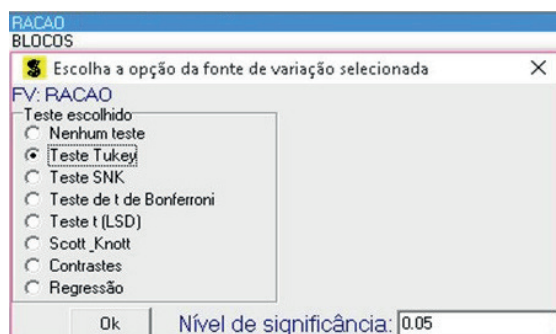 RACAO
BLOCOS
Escolha a opção da fonte de variação selecionada
FV: RACAO
Teste escolhido
Nenhum teste
Teste Tukey
Teste SNK
Teste de t de Bonferroni
Teste t (LSD)
Scott_Knott
Contrastes
Regressão
Ok
Nível de significância: 0.05